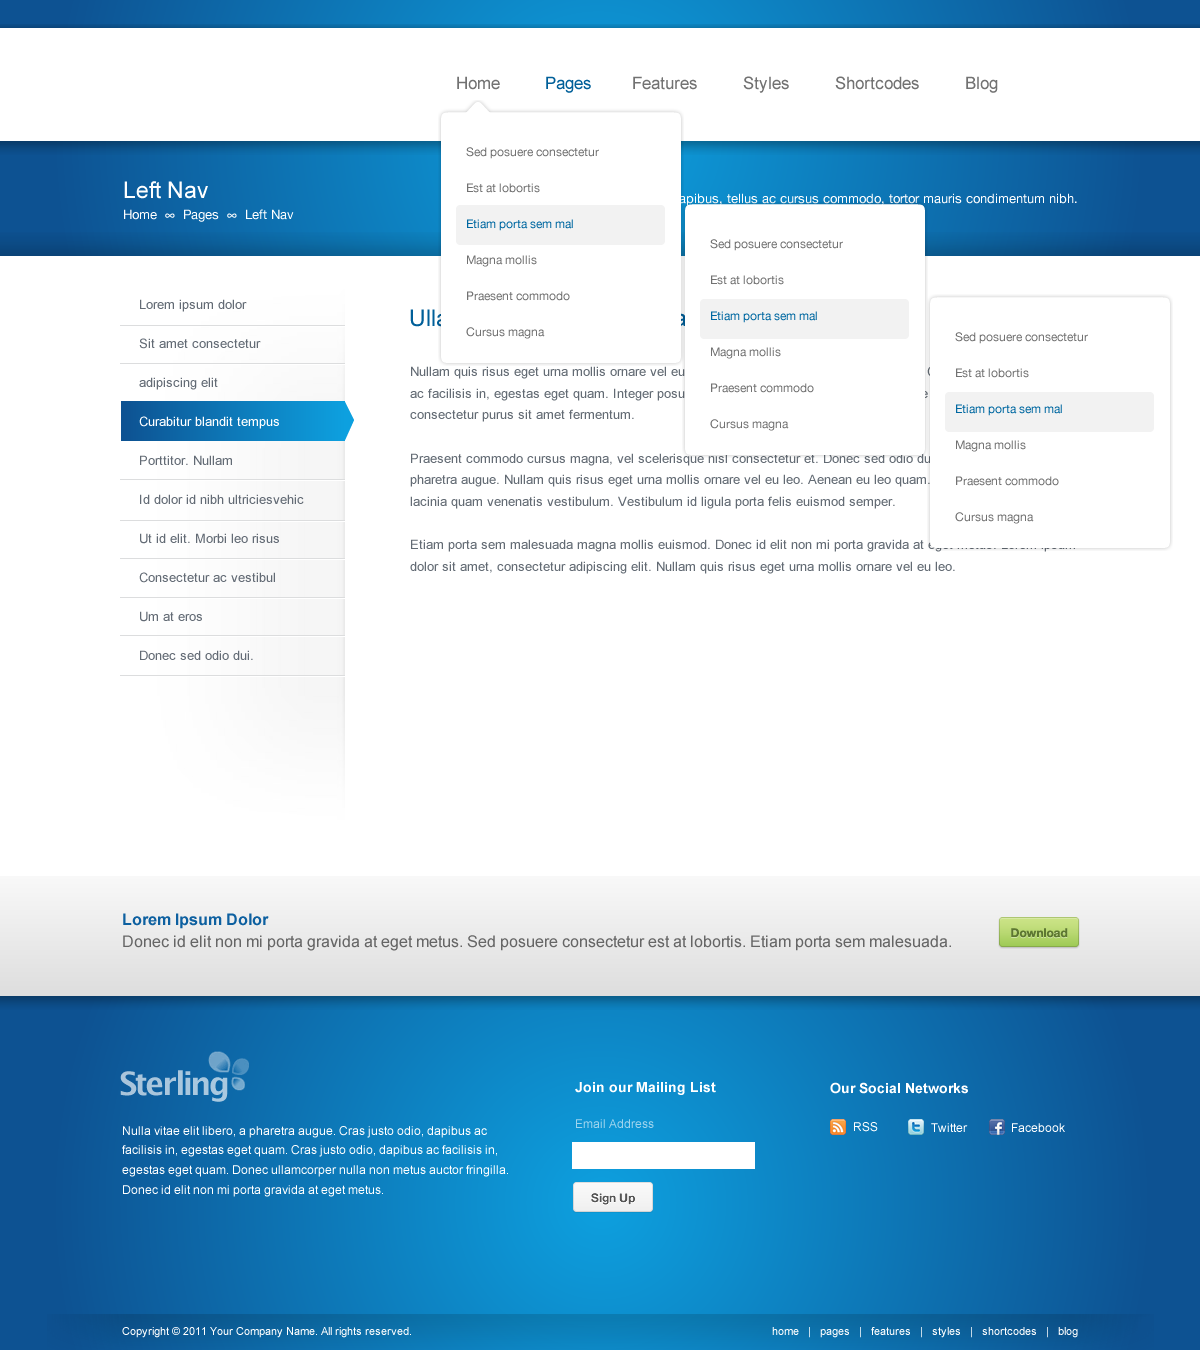 Home Pages Features Styles Shortcodes Blog
Left Nav
Home ∞ Pages ∞ Left Nav
apibus, tellus ac cursus commodo, tortor mauris condimentum nibh.
Sed posuere consectetur
Est at lobortis
Etiam porta sem mal
Magna mollis
Praesent commodo
Cursus magna
Sed posuere consectetur
Est at lobortis
Etiam porta sem mal
Magna mollis
Praesent commodo
Cursus magna
Sed posuere consectetur
Est at lobortis
Etiam porta sem mal
Magna mollis
Praesent commodo
Cursus magna
Lorem ipsum dolor
Sit amet consectetur
adipiscing elit
Curabitur blandit tempus
Porttitor. Nullam
Id dolor id nibh ultriciesvehic
Ut id elit. Morbi leo risus
Consectetur ac vestibul
Um at eros
Donec sed odio dui.
Nullam quis risus eget urna mollis ornare vel eu
ac facilisis in, egestas eget quam. Integer posu
consectetur purus sit amet fermentum.
Praesent commodo cursus magna, vel scelerisque nisl consectetur et. Donec sed odio du
pharetra augue. Nullam quis risus eget urna mollis ornare vel eu leo. Aenean eu leo quam.
lacinia quam venenatis vestibulum. Vestibulum id ligula porta felis euismod semper.
Etiam porta sem malesuada magna mollis euismod. Donec id elit non mi porta gravida at eget metus. Lorem ipsum
dolor sit amet, consectetur adipiscing elit. Nullam quis risus eget urna mollis ornare vel eu leo.
Lorem Ipsum Dolor
Donec id elit non mi porta gravida at eget metus. Sed posuere consectetur est at lobortis. Etiam porta sem malesuada.
Download
Sterling
Nulla vitae elit libero, a pharetra augue. Cras justo odio, dapibus ac
facilisis in, egestas eget quam. Cras justo odio, dapibus ac facilisis in,
egestas eget quam. Donec ullamcorper nulla non metus auctor fringilla.
Donec id elit non mi porta gravida at eget metus.
Join our Mailing List
Email Address
Sign Up
Our Social Networks
RSS Twitter Facebook
Copyright © 2011 Your Company Name. All rights reserved.
home | pages | features | styles | shortcodes | blog